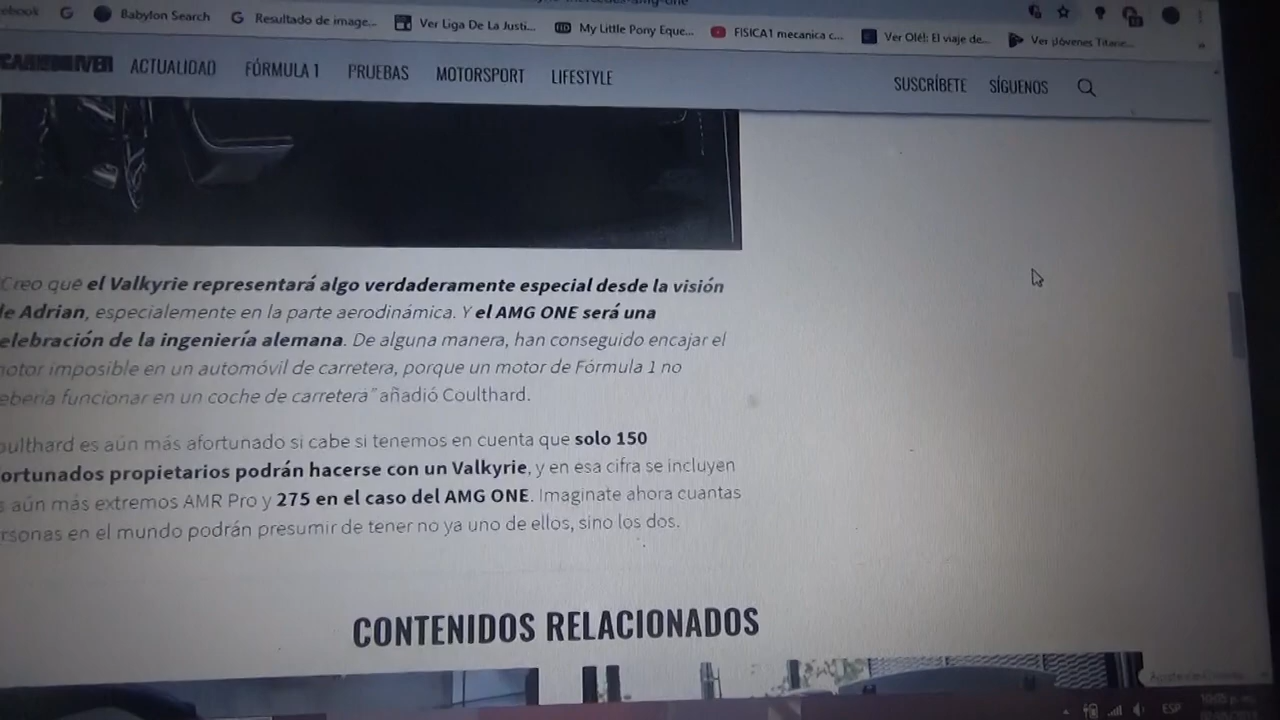 ebook Babylon Search Resultado de image... Ver Liga De La Justi... My Little Pony Eque... FISICA1 mecanica c... Ver Olé!: El viaje de... Ver Jóvenes Titane... »
ACTUALIDAD FÓRMULA 1 PRUEBAS MOTORSPORT LIFESTYLE SUSCRÍBETE SÍGUENOS
Creo que el Valkyrie representará algo verdaderamente especial desde la visión
de Adrian, especialemente en la parte aerodinámica. Y el AMG ONE será una
elebración de la ingeniería alemana. De alguna manera, han conseguido encajar el
motor imposible en un automóvil de carretera, porque un motor de Fórmula 1 no
ebería funcionar en un coche de carretera" añadió Coulthard.
oulthard es aún más afortunado si cabe si tenemos en cuenta que solo 150
ortunados propietarios podrán hacerse con un Valkyrie, y en esa cifra se incluyen
s aún más extremos AMR Pro y 275 en el caso del AMG ONE. Imaginate ahora cuantas
rsonas en el mundo podrán presumir de tener no ya uno de ellos, sino los dos.
CONTENIDOS RELACIONADOS
ESP